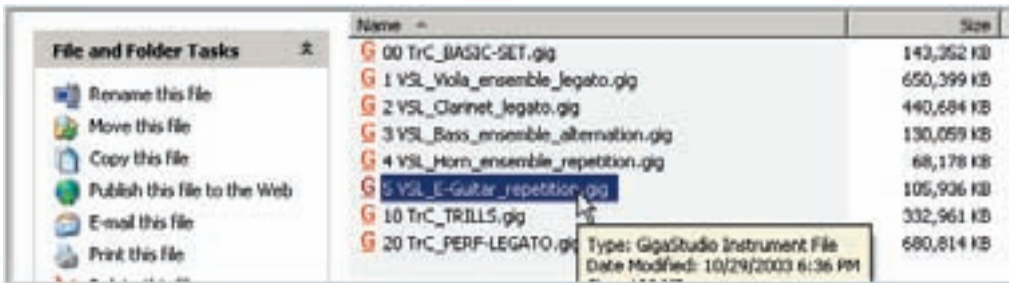 Name Size
File and Folder Tasks
Rename this file
Move this file
Copy this file
Publish this file to the Web
E-mail this file
Print this file
00 TrC_BASIC-SET.gig 143,352 KB
1 VSL_Viola_ensemble_legato.gig 650,399 KB
2 VSL_Clarinet_legato.gig 440,684 KB
3 VSL_Bass_ensemble_alternation.gig 130,059 KB
4 VSL_Horn_ensemble_repetition.gig 68,178 KB
5 VSL_E-Guitar_repetition.gig 105,936 KB
10 TrC_TRILLS.gig 332,961 KB
20 TrC_PERF-LEGATO.gig 680,814 KB
Type: GigaStudio Instrument File
Date Modified: 10/29/2003 6:36 PM